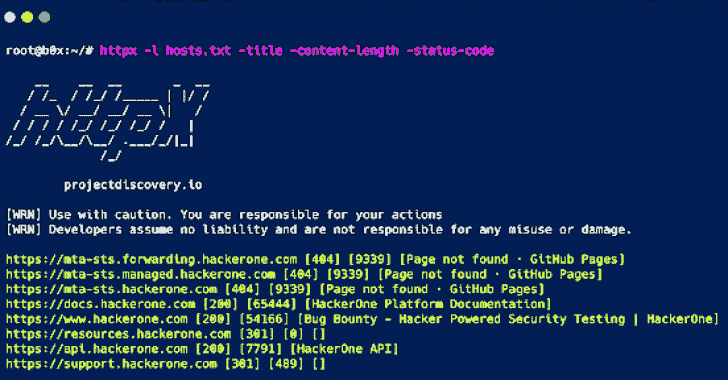 root@b0x:~/# httpx -l hosts.txt -title -content-length -status-code
httpX
projectdiscovery.io
[WRN] Use with caution. You are responsible for your actions
[WRN] Developers assume no liability and are not responsible for any misuse or damage.
https://mta-sts.forwarding.hackerone.com [404] [9339] [Page not found · GitHub Pages]
https://mta-sts.managed.hackerone.com [404] [9339] [Page not found · GitHub Pages]
https://mta-sts.hackerone.com [404] [9339] [Page not found · GitHub Pages]
https://docs.hackerone.com [200] [65444] [HackerOne Platform Documentation]
https://www.hackerone.com [200] [54166] [Bug Bounty - Hacker Powered Security Testing | HackerOne]
https://resources.hackerone.com [301] [0] []
https://api.hackerone.com [200] [7791] [HackerOne API]
https://support.hackerone.com [301] [489] []